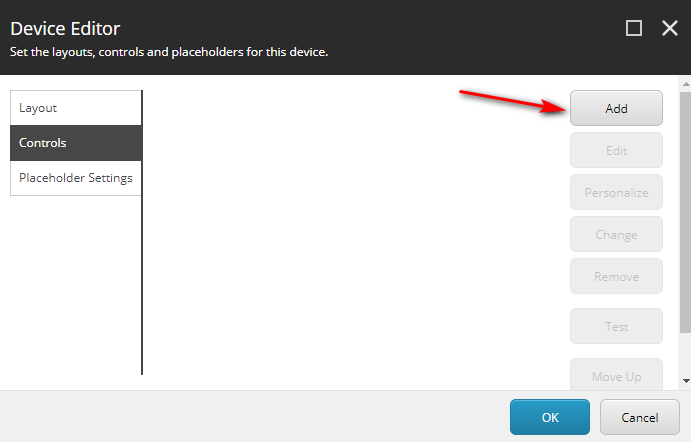 Device Editor
Set the layouts, controls and placeholders for this device.
Layout
Controls
Placeholder Settings
Add
Edit
Personalize
Change
Remove
Test
Move Up
OK
Cancel